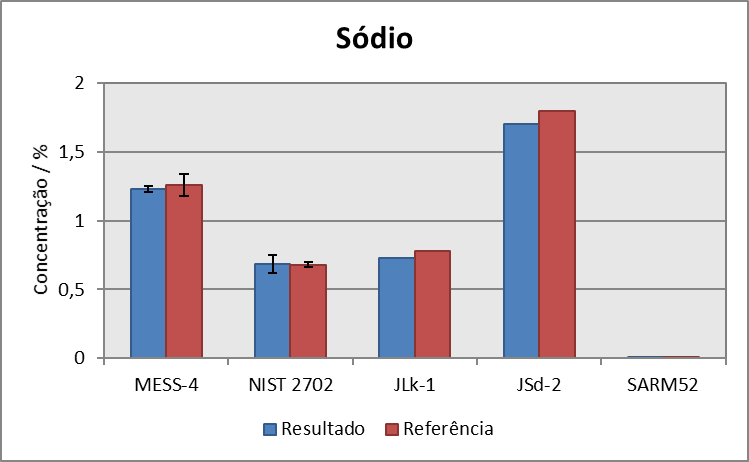 Sódio
Concentração / %
2
1,5
1
0,5
0
MESS-4 NIST 2702 JLk-1 JSd-2 SARM52
Resultado Referência